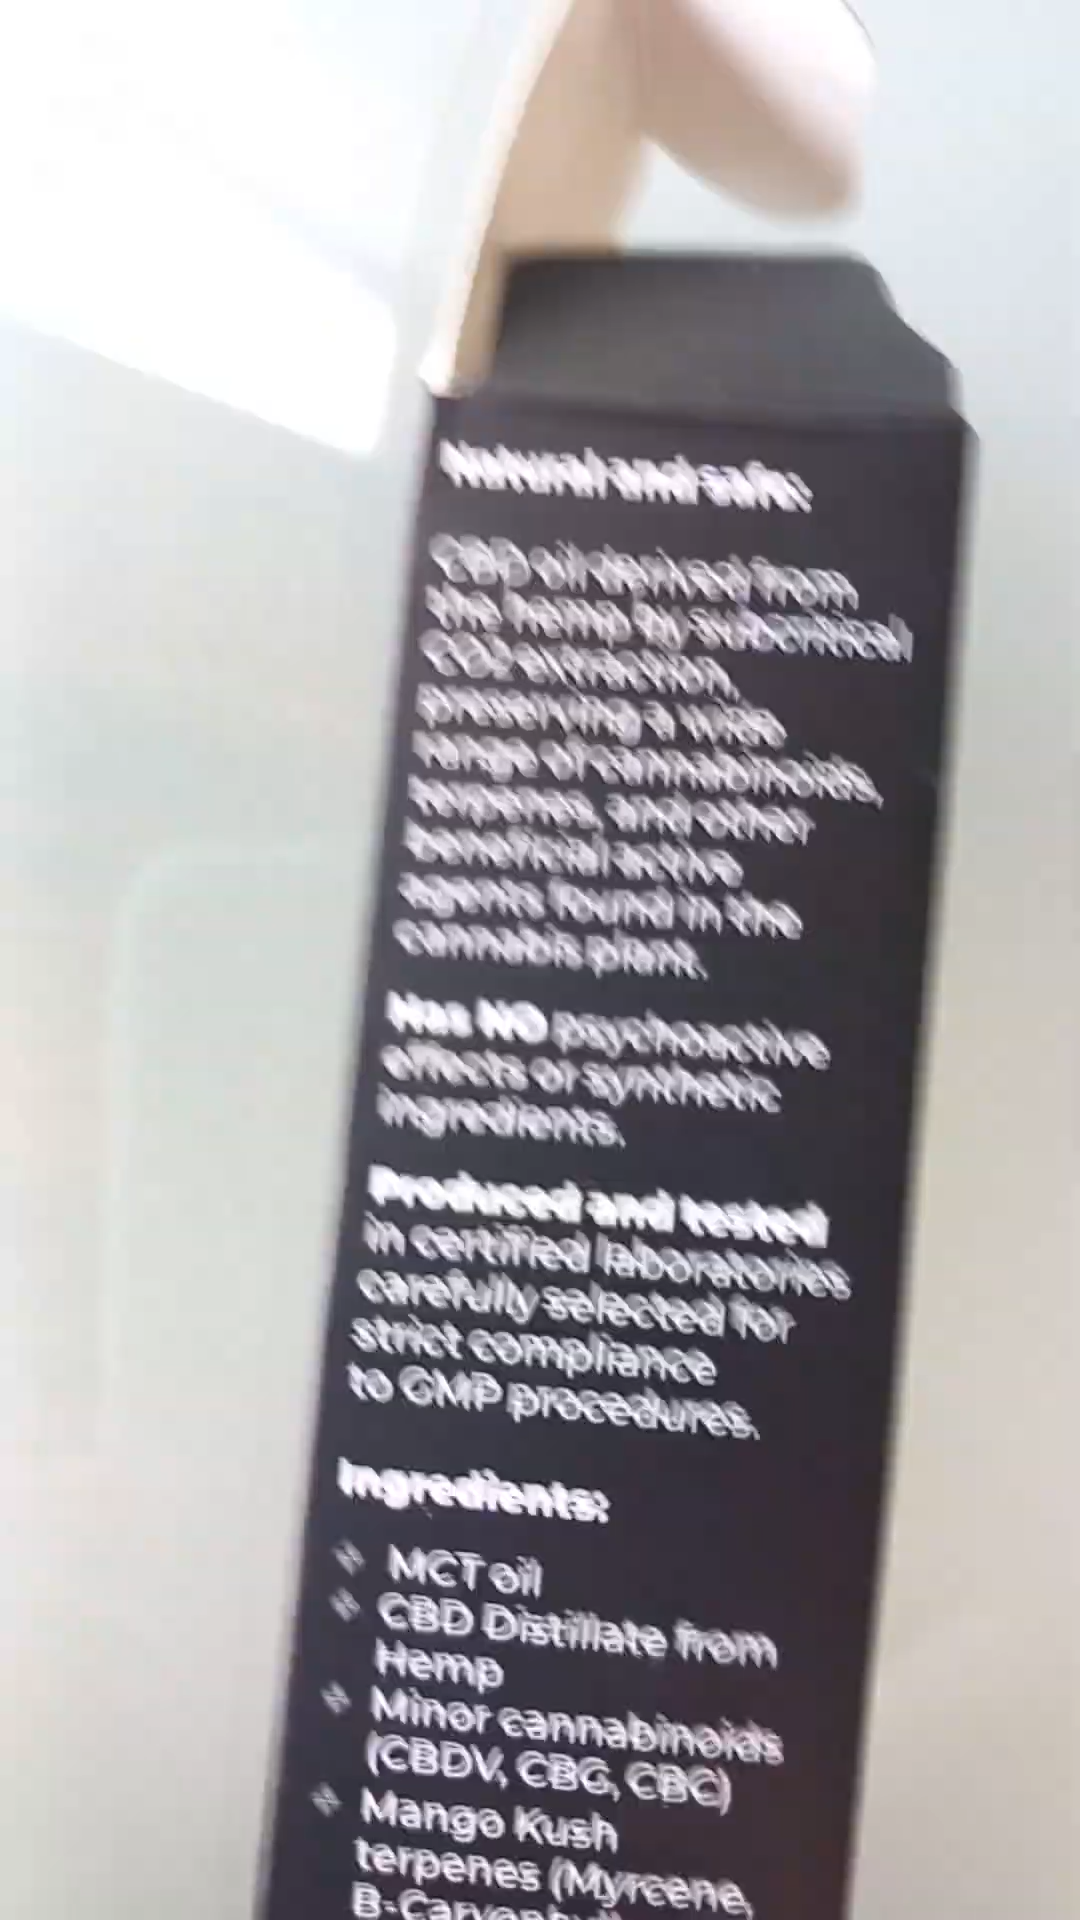 Natural and safe:
CBD oil derived from
the hemp by subcritical
CO2 extraction,
preserving a wide
range of cannabinoids,
terpenes, and other
beneficial active
agents found in the
cannabis plant.
Has NO psychoactive
effects or synthetic
ingredients.
Produced and tested
in certified laboratories
carefully selected for
strict compliance
to GMP procedures.
Ingredients:
MCT oil
CBD Distillate from
Hemp
Minor cannabinoids
(CBDV, CBG, CBC)
Mango Kush
terpenes (Myrcene,